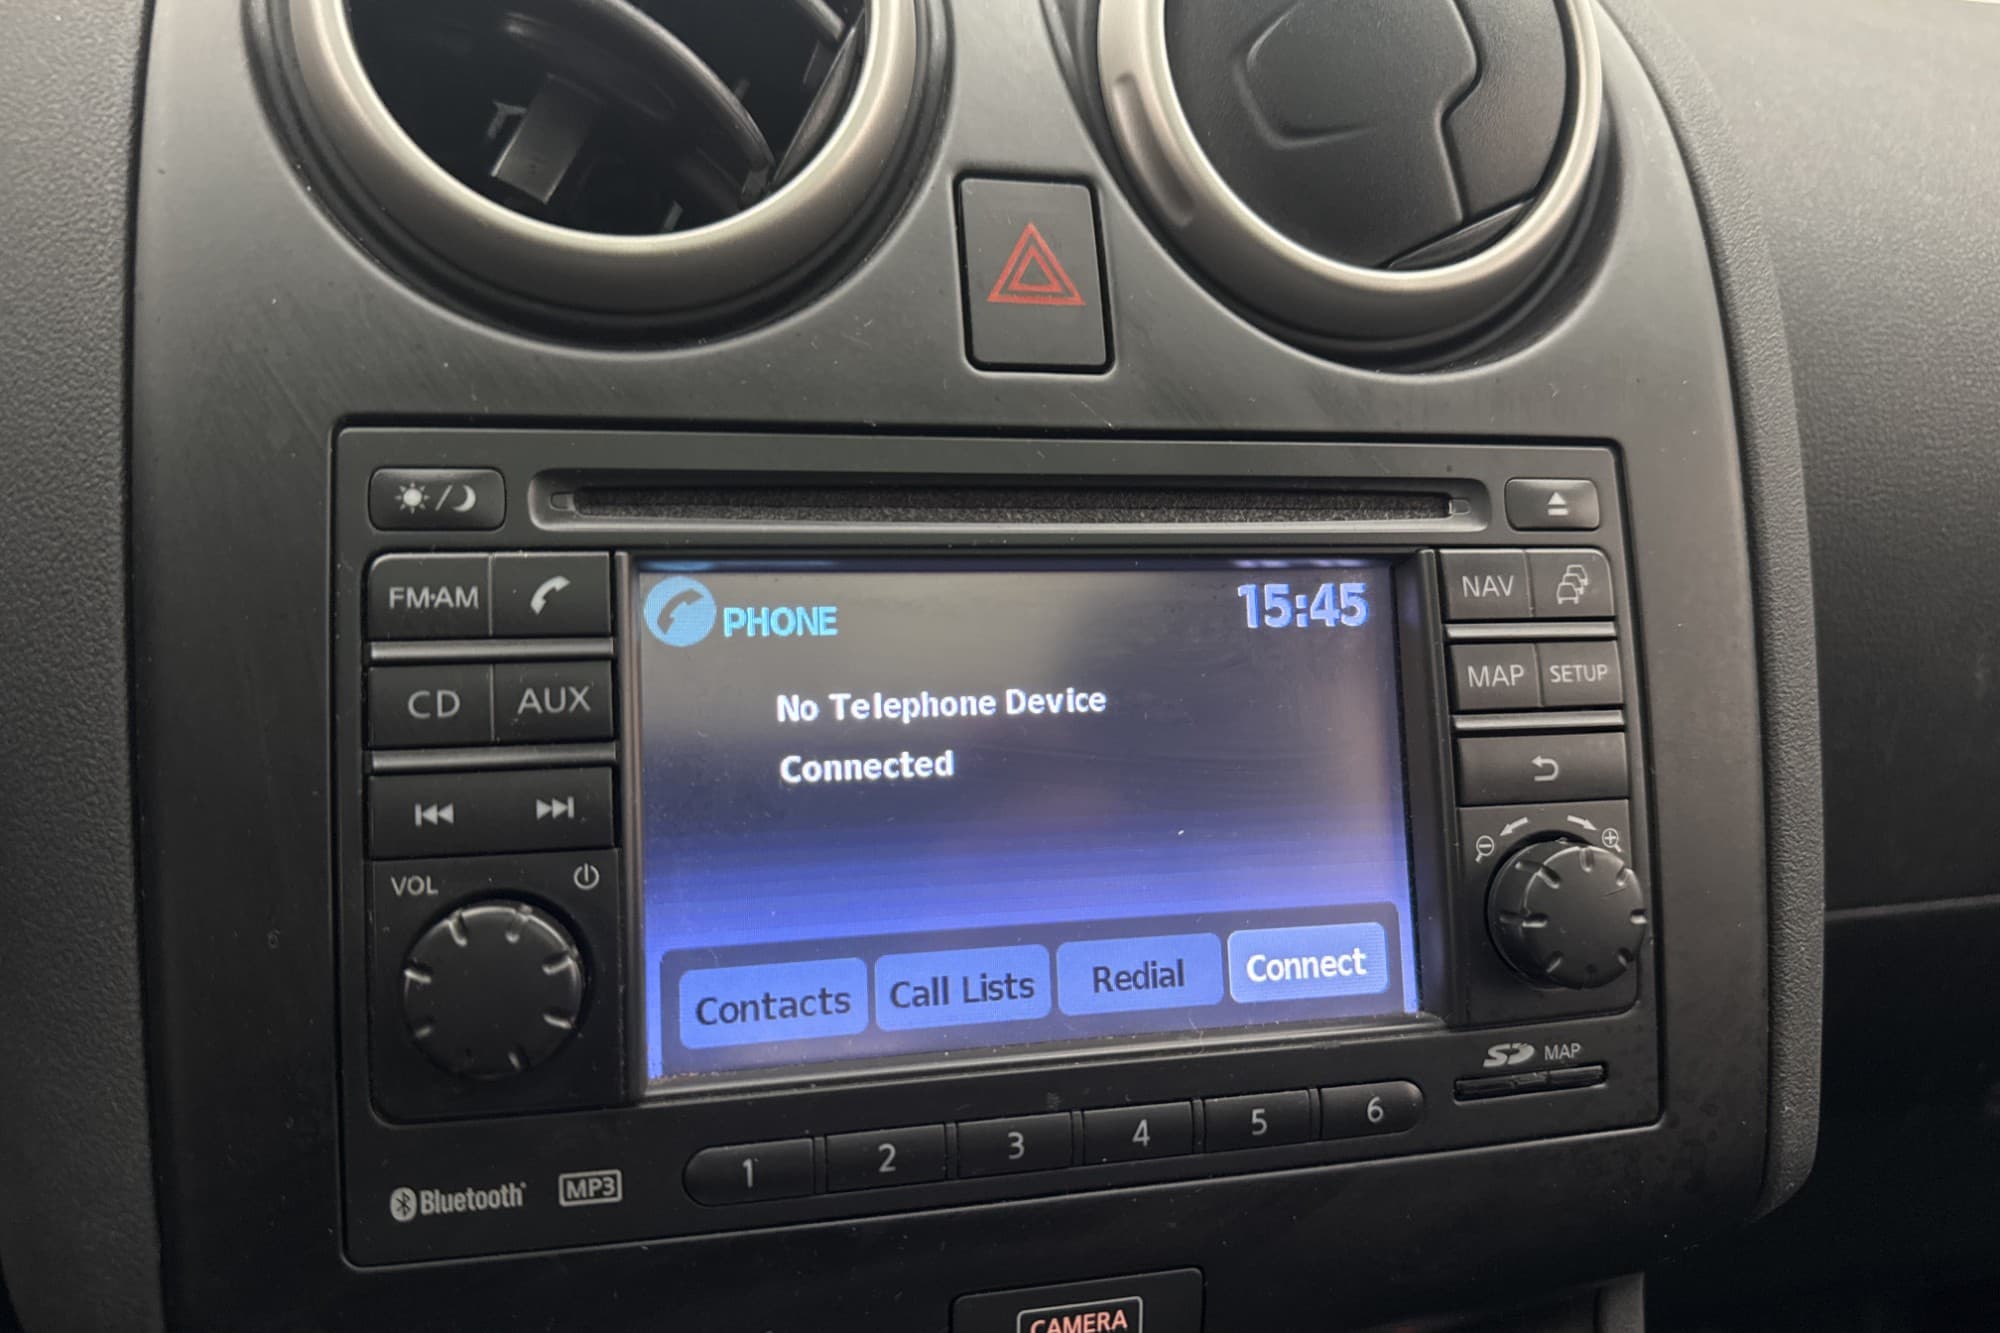 FM·AM
CD
AUX
VOL
PHONE
15:45
No Telephone Device
Connected
Contacts
Call Lists
Redial
Connect
NAV
MAP
SETUP
SD MAP
1
2
3
4
5
6
Bluetooth
MP3
CAMERA